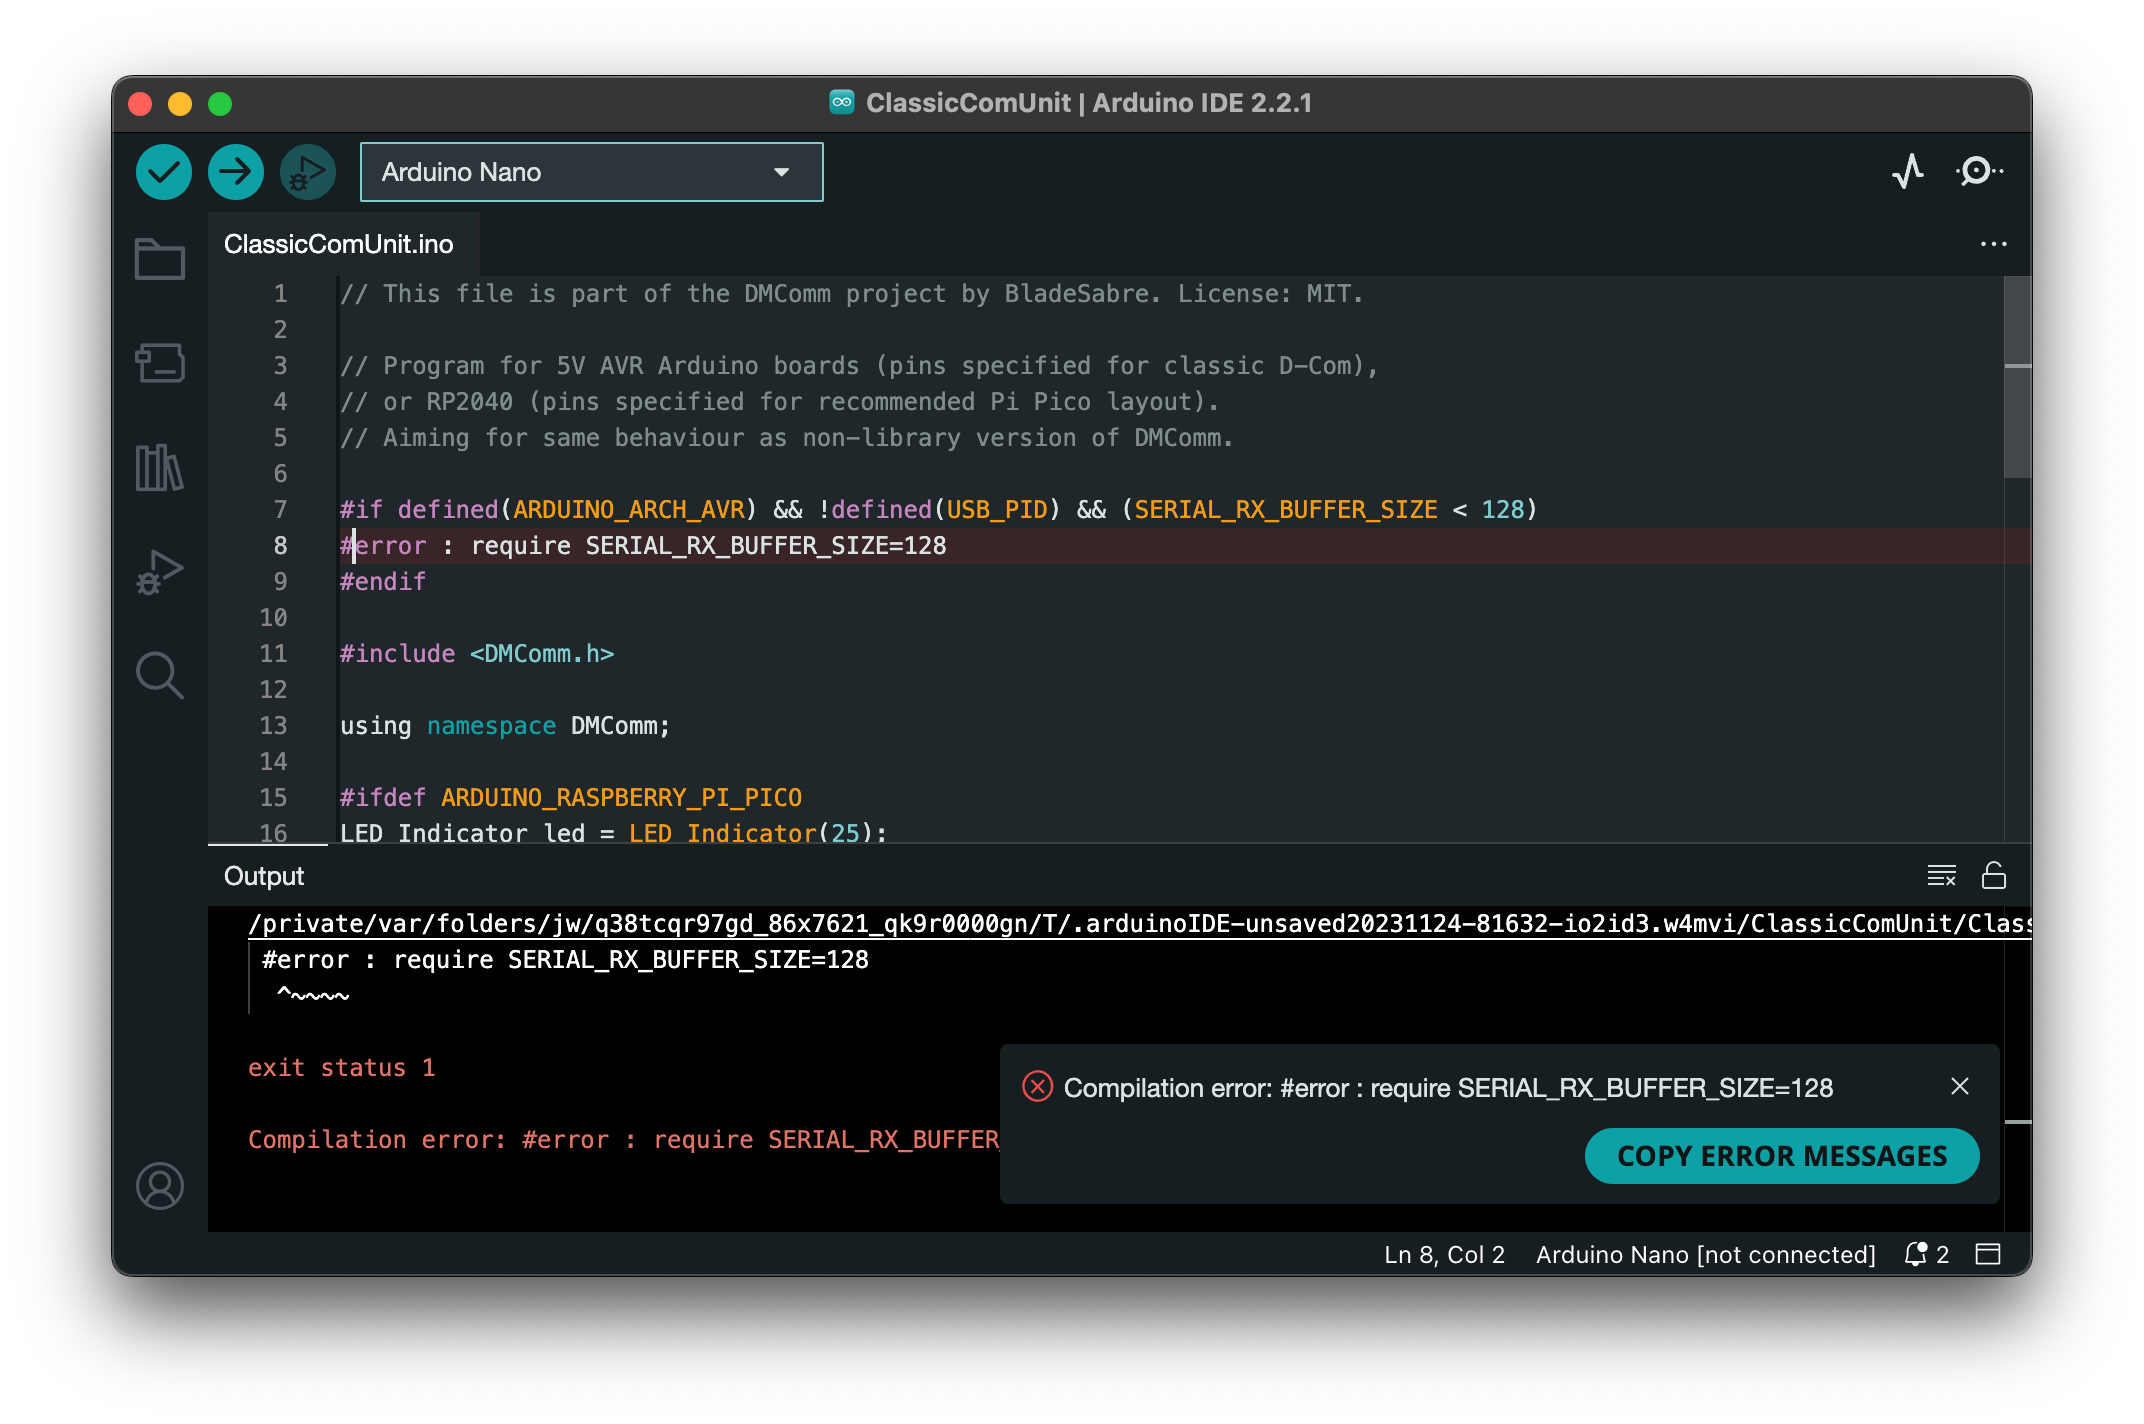 ClassicComUnit | Arduino IDE 2.2.1
Arduino Nano
ClassicComUnit.ino
1 // This file is part of the DMComm project by BladeSabre. License: MIT.
2
3 // Program for 5V AVR Arduino boards (pins specified for classic D-Com),
4 // or RP2040 (pins specified for recommended Pi Pico layout).
5 // Aiming for same behaviour as non-library version of DMComm.
6
7 #if defined(ARDUINO_ARCH_AVR) && !defined(USB_PID) && (SERIAL_RX_BUFFER_SIZE < 128)
8 #error : require SERIAL_RX_BUFFER_SIZE=128
9 #endif
10
11 #include <DMComm.h>
12
13 using namespace DMComm;
14
15 #ifdef ARDUINO_RASPBERRY_PI_PICO
16 LED_Indicator led = LED_Indicator(25);
Output
/private/var/folders/jw/q38tcqr97gd_86x7621_qk9r0000gn/T/.arduinoIDE-unsaved20231124-81632-io2id3.w4mvi/ClassicComUnit/Clas
#error : require SERIAL_RX_BUFFER_SIZE=128
^~~~~
exit status 1
Compilation error: #error : require SERIAL_RX_BUFFER
Compilation error: #error : require SERIAL_RX_BUFFER_SIZE=128
COPY ERROR MESSAGES
Ln 8, Col 2 Arduino Nano [not connected] 2